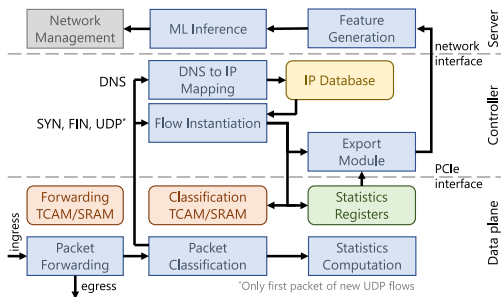 Network
Management
ML Inference
Feature
Generation
Server
network
interface
DNS
DNS to IP
Mapping
IP Database
SYN, FIN, UDP*
Flow Instantiation
Export
Module
Controller
PCIe
interface
Forwarding
TCAM/SRAM
Classification
TCAM/SRAM
Statistics
Registers
ingress
Packet
Forwarding
Packet
Classification
Statistics
Computation
Data plane
egress
*Only first packet of new UDP flows